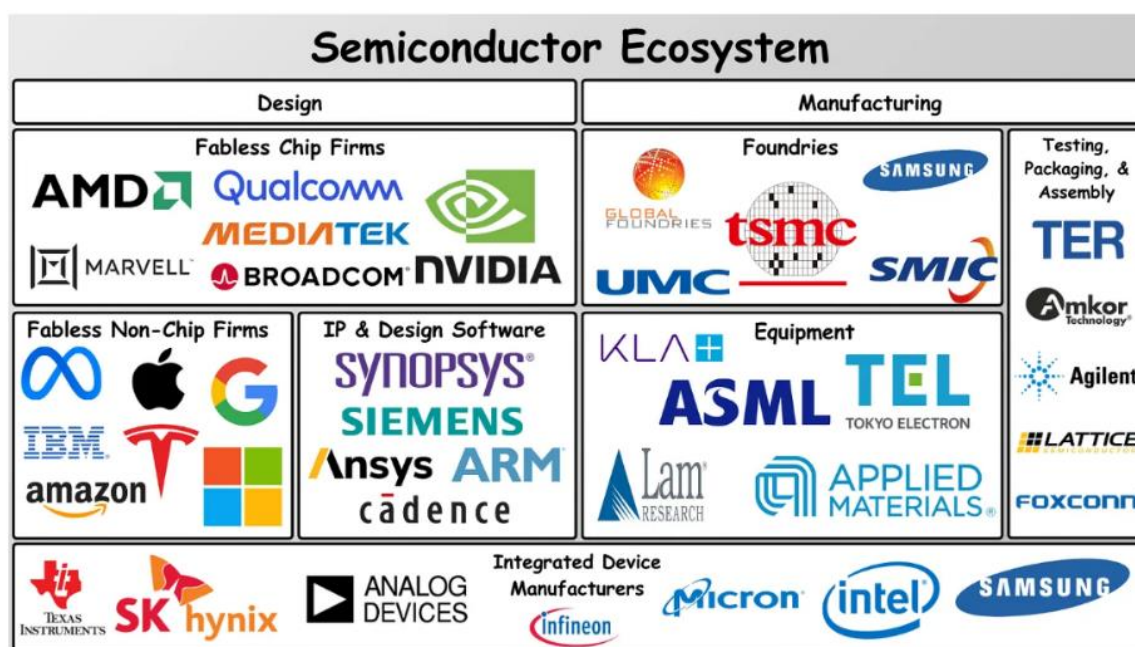 Semiconductor Ecosystem
Design
Manufacturing
Fabless Chip Firms
AMD
Qualcomm
MEDIATEK
MARVELL™
BROADCOM®
NVIDIA
Foundries
GLOBAL
FOUNDRIES
tsmc
SAMSUNG
UMC
SMIC
Testing,
Packaging, &
Assembly
TER
Amkor
Technology®
Agilent
LATTICE
SEMICONDUCTOR
FOXCONN
Fabless Non-Chip Firms
G
IBM®
amazon
IP & Design Software
SYNOPSYS®
SIEMENS
Ansys
ARM®
cādence
Equipment
KLA
ASML
TEL
TOKYO ELECTRON
Lam®
RESEARCH
APPLIED
MATERIALS®
Integrated Device
Manufacturers
TEXAS
INSTRUMENTS
SK hynix
ANALOG
DEVICES
infineon
Micron®
intel®
SAMSUNG